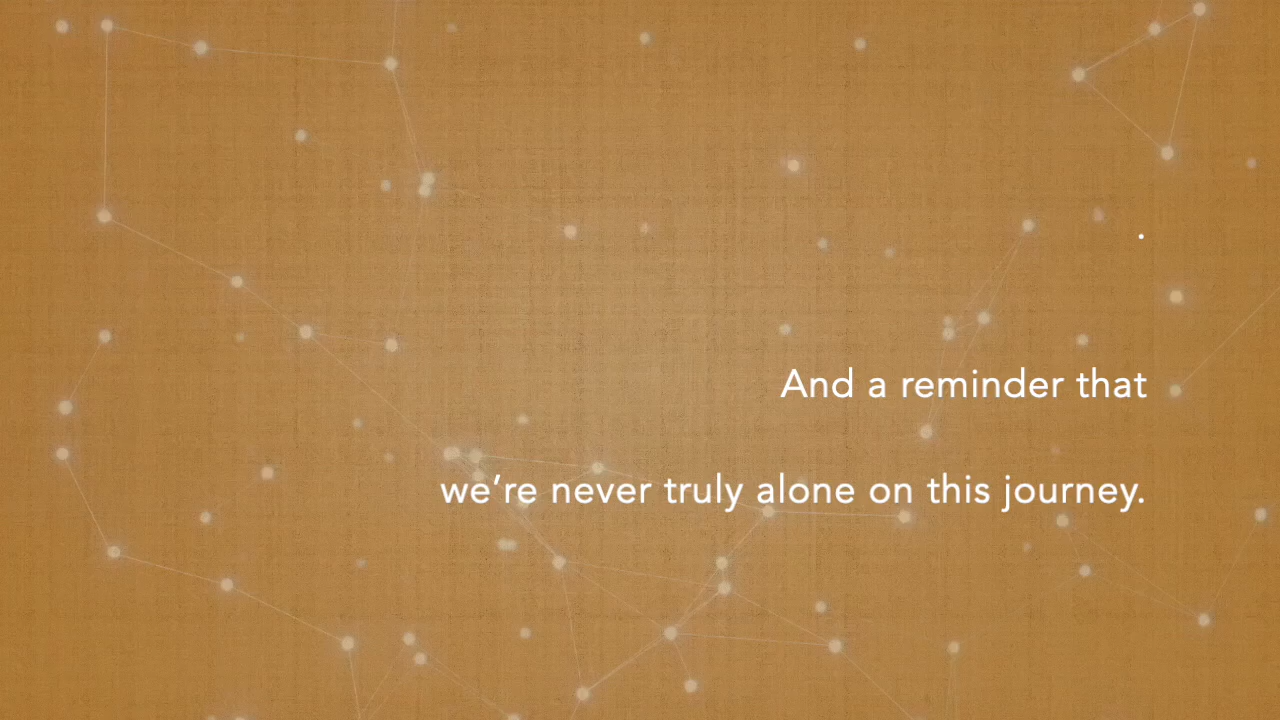 .
And a reminder that
we’re never truly alone on this journey.